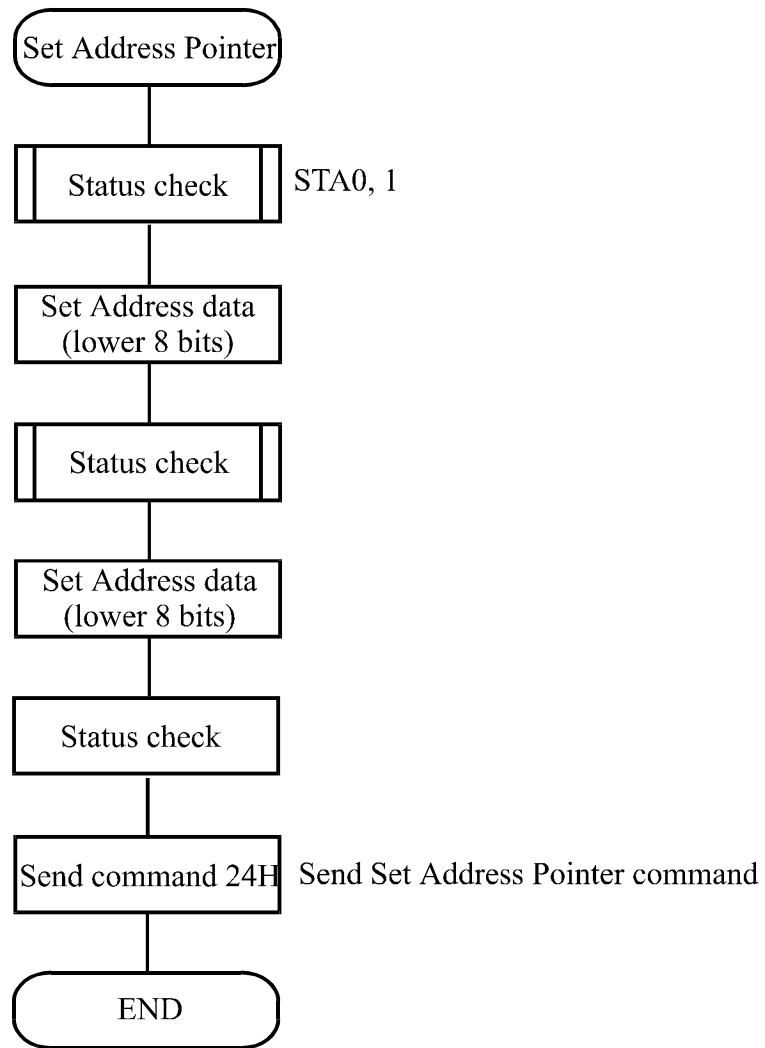 Set Address Pointer
Status check
STA0, 1
Set Address data
(lower 8 bits)
Status check
Set Address data
(lower 8 bits)
Status check
Send command 24H
Send Set Address Pointer command
END